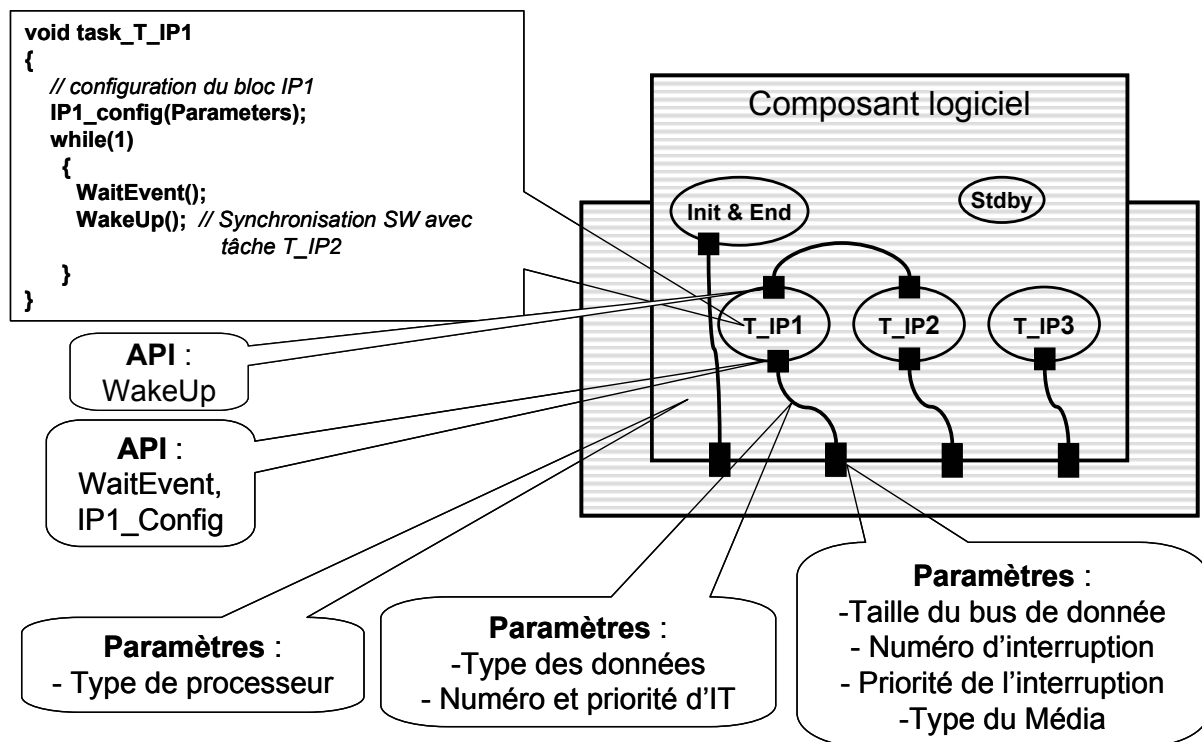 void task_T_IP1
{
// configuration du bloc IP1
IP1_config(Parameters);
while(1)
{
WaitEvent();
WakeUp(); // Synchronisation SW avec
tâche T_IP2
}
}
Composant logiciel
Init & End
Stdby
T_IP1
T_IP2
T_IP3
API :
WakeUp
API :
WaitEvent,
IP1_Config
Paramètres :
- Type de processeur
Paramètres :
-Type des données
- Numéro et priorité d'IT
Paramètres :
-Taille du bus de donnée
- Numéro d'interruption
- Priorité de l'interruption
-Type du Média